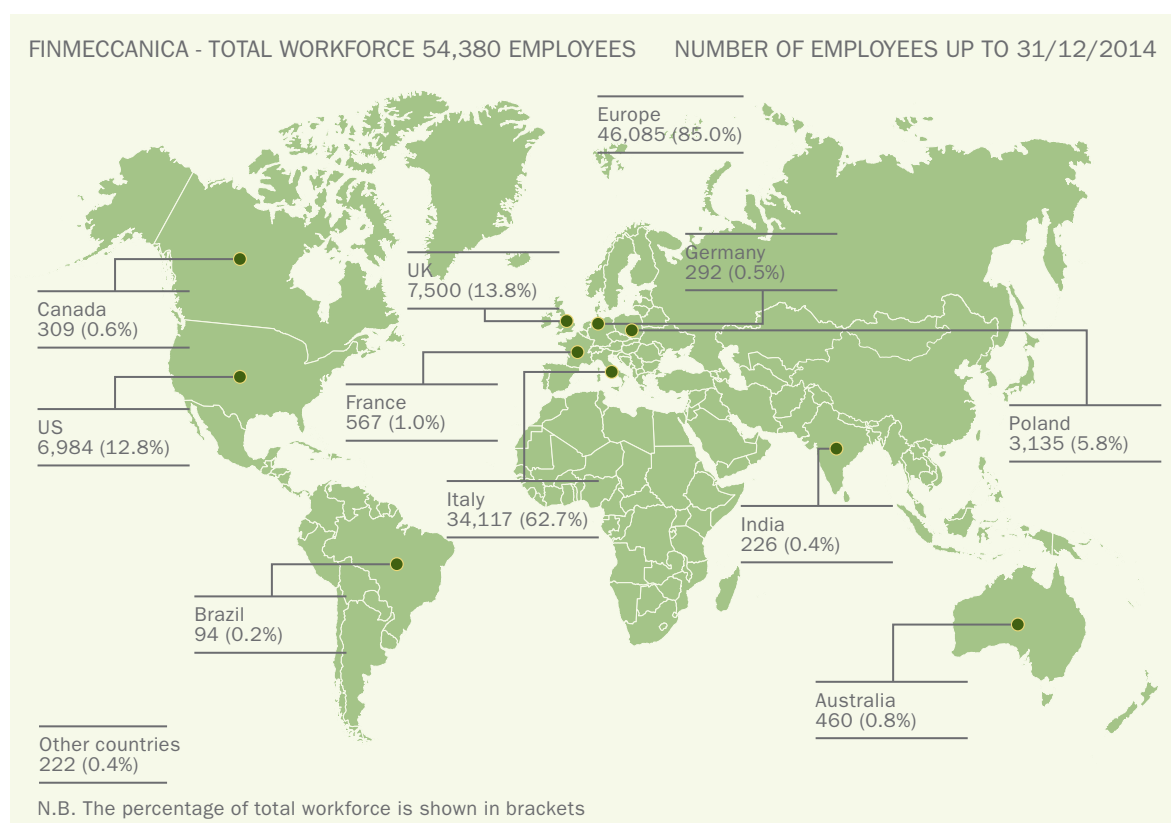 FINMECCANICA - TOTAL WORKFORCE 54,380 EMPLOYEES
NUMBER OF EMPLOYEES UP TO 31/12/2014
Europe
46,085 (85.0%)
Germany
292 (0.5%)
UK
7,500 (13.8%)
Canada
309 (0.6%)
France
567 (1.0%)
US
6,984 (12.8%)
Poland
3,135 (5.8%)
Italy
34,117 (62.7%)
India
226 (0.4%)
Brazil
94 (0.2%)
Australia
460 (0.8%)
Other countries
222 (0.4%)
N.B. The percentage of total workforce is shown in brackets